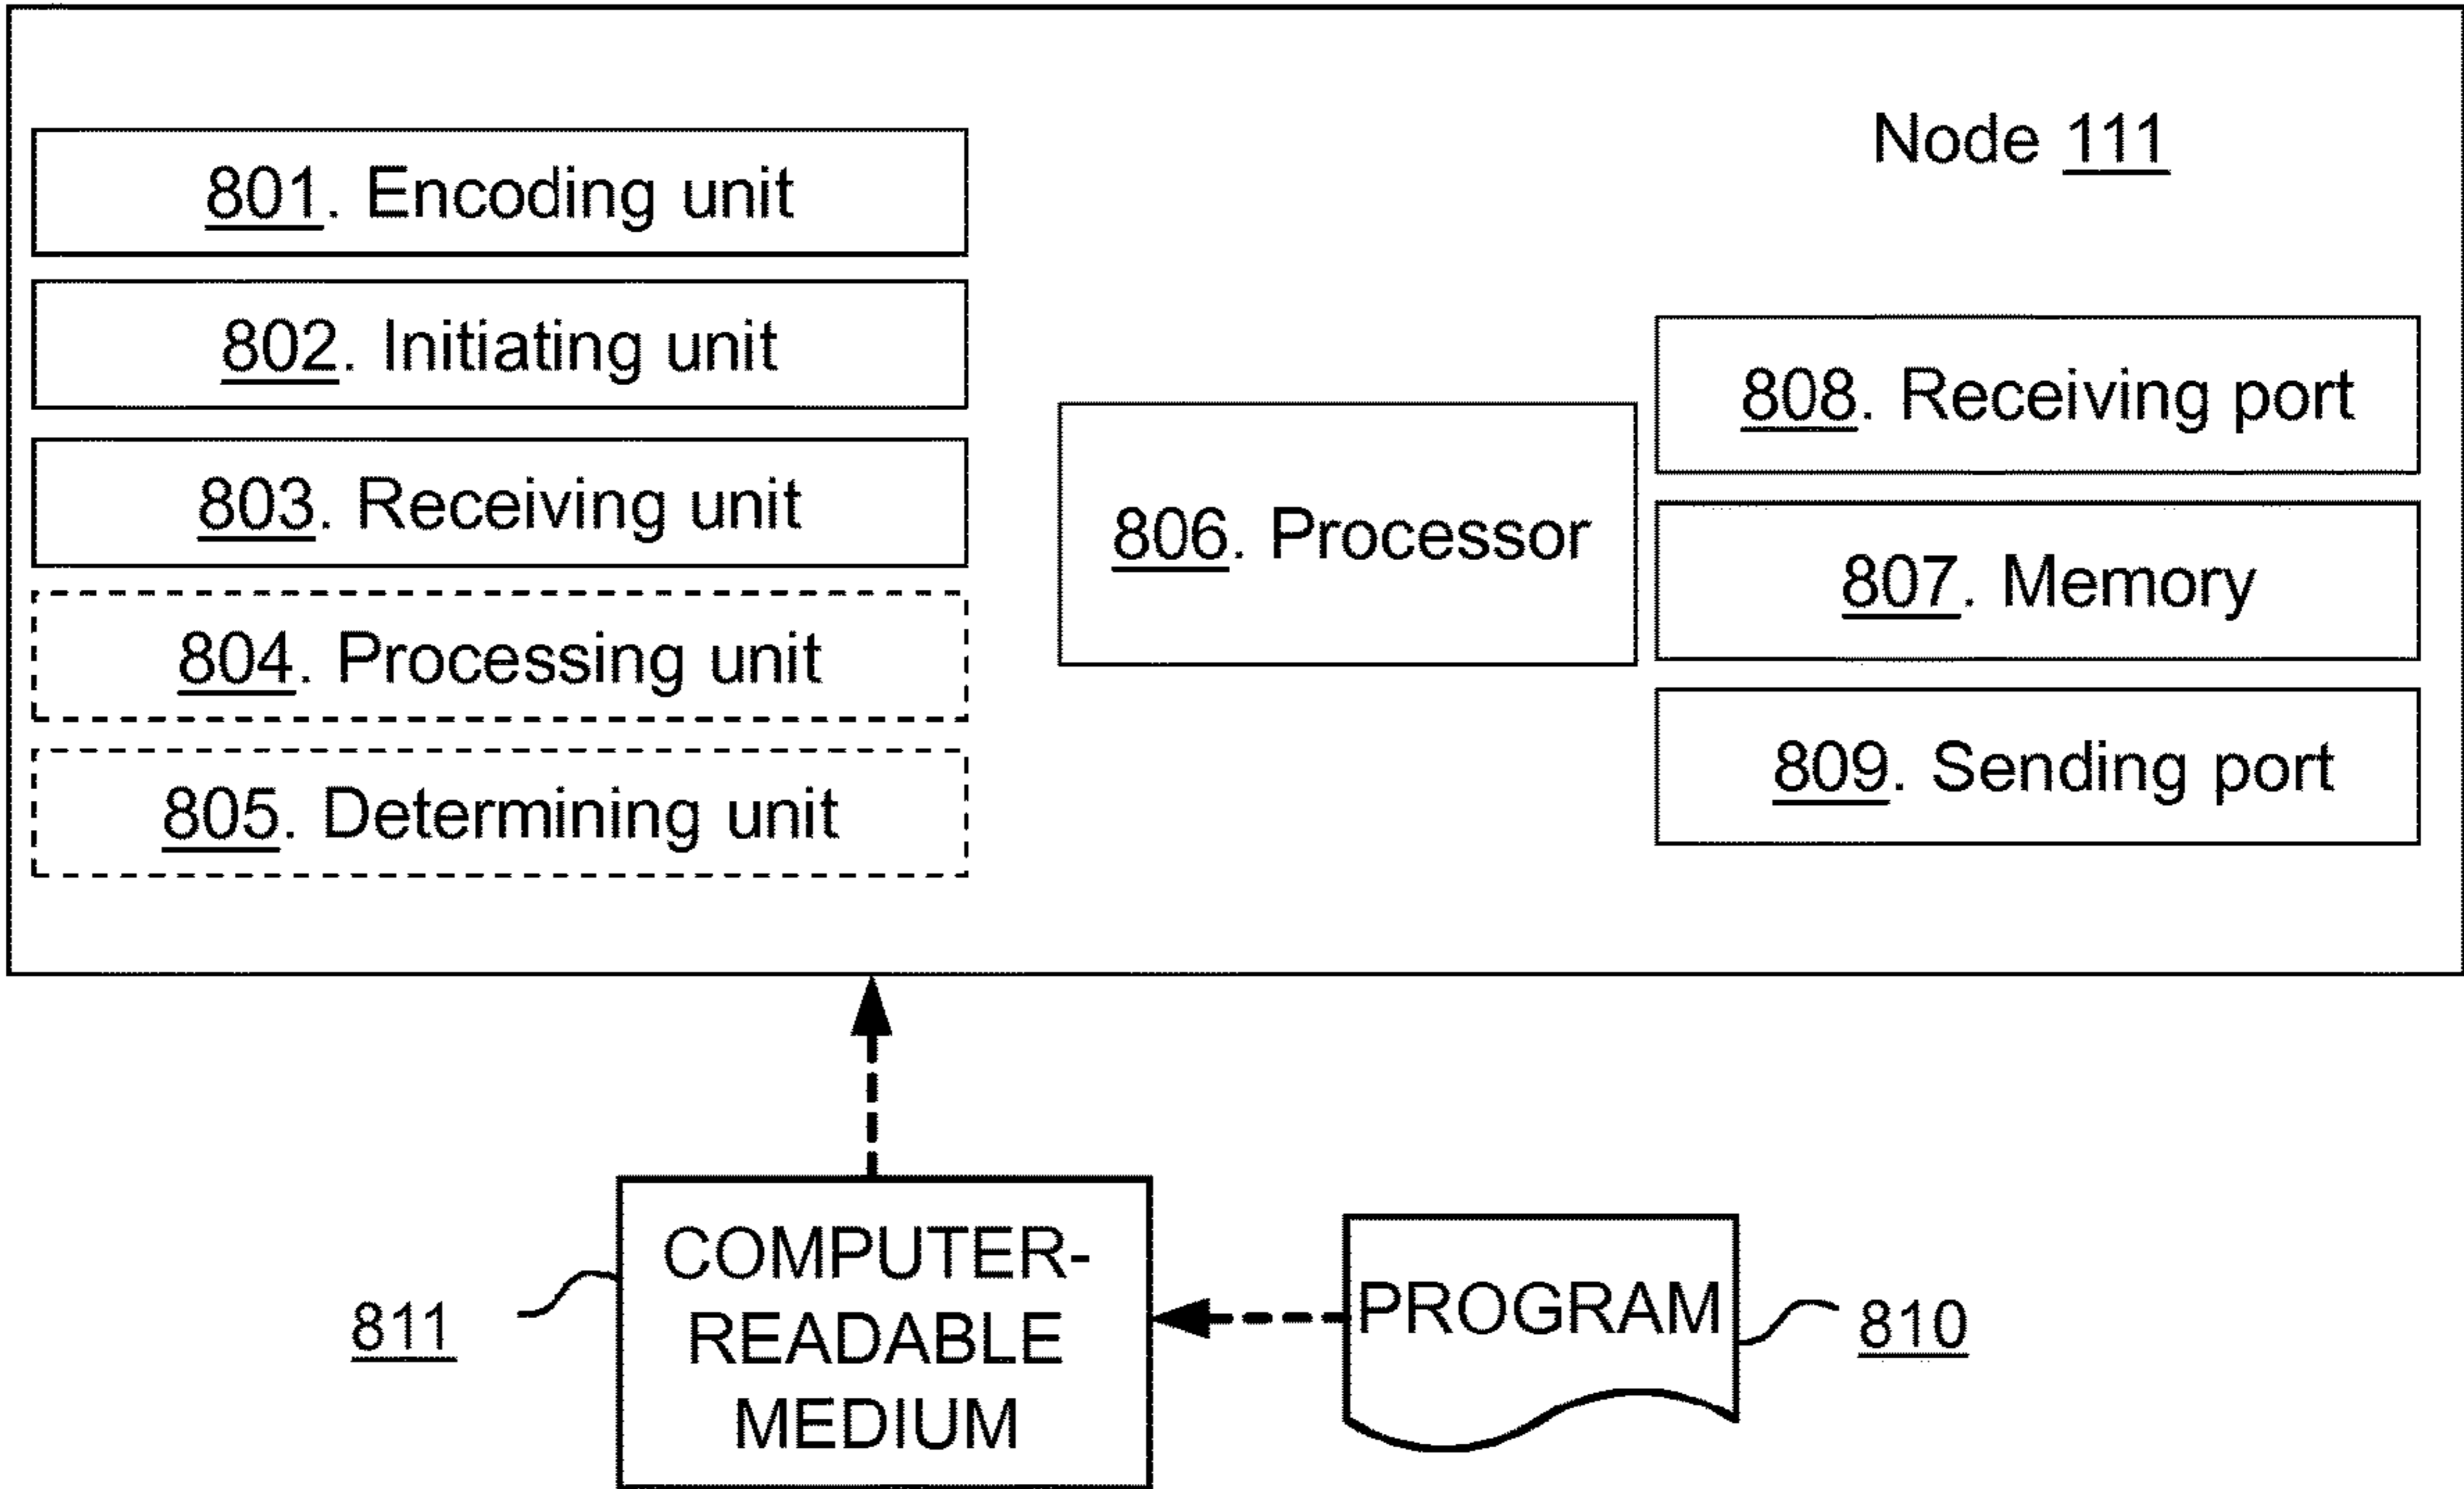 Node 111
801. Encoding unit
802. Initiating unit
803. Receiving unit
804. Processing unit
805. Determining unit
806. Processor
808. Receiving port
807. Memory
809. Sending port
COMPUTER-
READABLE
MEDIUM
811
PROGRAM
810